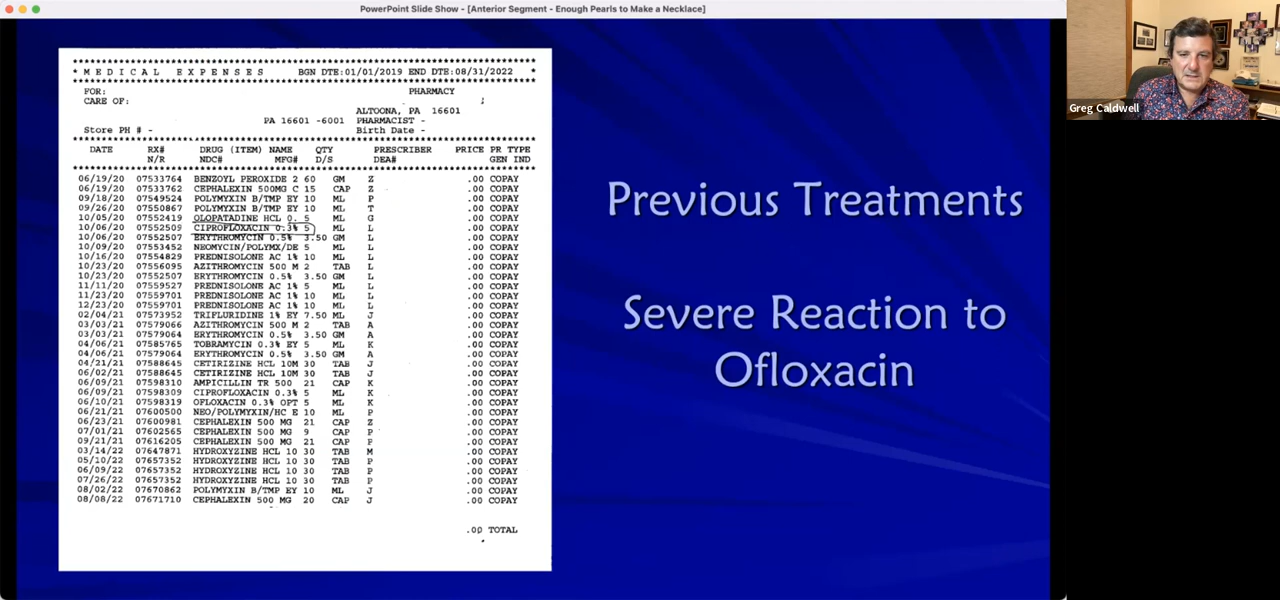 PowerPoint Slide Show - [Anterior Segment - Enough Pearls to Make a Necklace]
Greg Caldwell
* M E D I C A L   E X P E N S E S   BGN DTE:01/01/2019 END DTE:08/31/2022 *
FOR: PHARMACY
CARE OF:
ALTOONA, PA 16601
PA 16601 -6001 PHARMACIST -
Store PH # - Birth Date -
DATE RX# DRUG (ITEM) NAME QTY PRESCRIBER PRICE PR TYPE
N/R NDC# MFG# D/S DEA# GEN IND
06/19/20 07533764 BENZOYL PEROXIDE 2 60 GM Z .00 COPAY
06/19/20 07533762 CEPHALEXIN 500MG C 15 CAP Z .00 COPAY
09/18/20 07549524 POLYMYXIN B/TMP EY 10 ML P .00 COPAY
09/26/20 07550867 POLYMYXIN B/TMP EY 10 ML T .00 COPAY
10/05/20 07552419 OLOPATADINE HCL 0. 5 ML G .00 COPAY
10/06/20 07552509 CIPROFLOXACIN 0.3% 5 ML L .00 COPAY
10/06/20 07552507 ERYTHROMYCIN 0.5% 3.50 GM L .00 COPAY
10/09/20 07553452 NEOMYCIN/POLYMX/DE 5 ML L .00 COPAY
10/16/20 07554829 PREDNISOLONE AC 1% 10 ML L .00 COPAY
10/23/20 07556095 AZITHROMYCIN 500 M 2 TAB L .00 COPAY
10/23/20 07552507 ERYTHROMYCIN 0.5% 3.50 GM L .00 COPAY
11/11/20 07559527 PREDNISOLONE AC 1% 5 ML L .00 COPAY
11/23/20 07559701 PREDNISOLONE AC 1% 10 ML L .00 COPAY
12/23/20 07559701 PREDNISOLONE AC 1% 10 ML L .00 COPAY
02/04/21 07573952 TRIFLURIDINE 1% EY 7.50 ML J .00 COPAY
03/03/21 07579066 AZITHROMYCIN 500 M 2 TAB A .00 COPAY
03/03/21 07579064 ERYTHROMYCIN 0.5% 3.50 GM A .00 COPAY
04/06/21 07585765 TOBRAMYCIN 0.3% EY 5 ML K .00 COPAY
04/06/21 07579064 ERYTHROMYCIN 0.5% 3.50 GM A .00 COPAY
04/21/21 07588645 CETIRIZINE HCL 10M 30 TAB J .00 COPAY
06/02/21 07588645 CETIRIZINE HCL 10M 30 TAB J .00 COPAY
06/09/21 07598310 AMPICILLIN TR 500 21 CAP K .00 COPAY
06/09/21 07598309 CIPROFLOXACIN 0.3% 5 ML K .00 COPAY
06/10/21 07598319 OFLOXACIN 0.3% OPT 5 ML K .00 COPAY
06/21/21 07600500 NEO/POLYMYXIN/HC E 10 ML P .00 COPAY
06/23/21 07600981 CEPHALEXIN 500 MG 21 CAP Z .00 COPAY
07/01/21 07602565 CEPHALEXIN 500 MG 9 CAP P .00 COPAY
09/21/21 07616205 CEPHALEXIN 500 MG 21 CAP P .00 COPAY
03/14/22 07647871 HYDROXYZINE HCL 10 30 TAB M .00 COPAY
05/10/22 07657352 HYDROXYZINE HCL 10 30 TAB P .00 COPAY
06/09/22 07657352 HYDROXYZINE HCL 10 30 TAB P .00 COPAY
07/26/22 07657352 HYDROXYZINE HCL 10 30 TAB P .00 COPAY
08/02/22 07670862 POLYMYXIN B/TMP EY 10 ML J .00 COPAY
08/08/22 07671710 CEPHALEXIN 500 MG 20 CAP J .00 COPAY
.00 TOTAL
Previous Treatments
Severe Reaction to
Ofloxacin